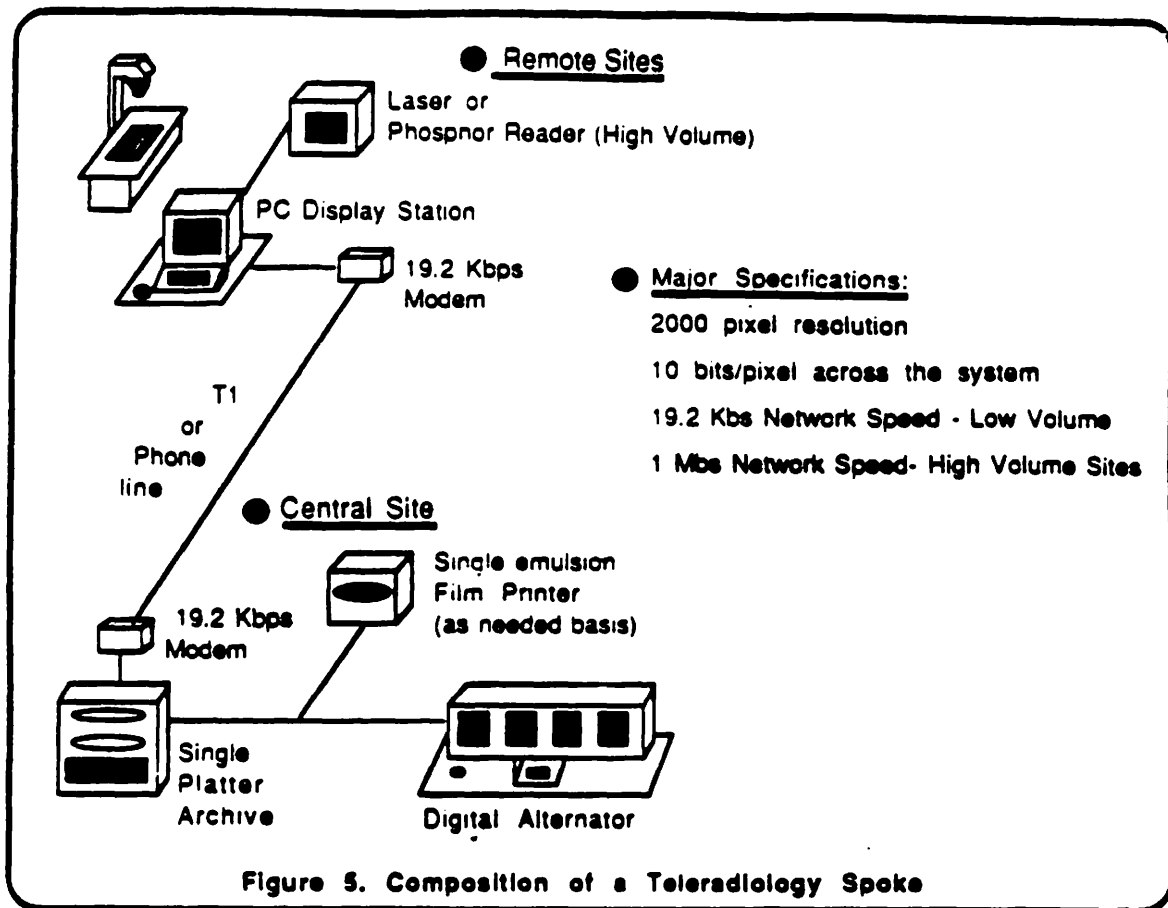 Remote Sites
Laser or
Phospnor Reader (High Volume)
PC Display Station
19.2 Kbps
Modem
Major Specifications:
2000 pixel resolution
10 bits/pixel across the system
19.2 Kbs Network Speed - Low Volume
1 Mbs Network Speed- High Volume Sites
T1
or
Phone
line
Central Site
Single emulsion
Film Printer
(as needed basis)
19.2 Kbps
Modem
Single
Platter
Archive
Digital Alternator
Figure 5. Composition of a Teleradiology Spoke